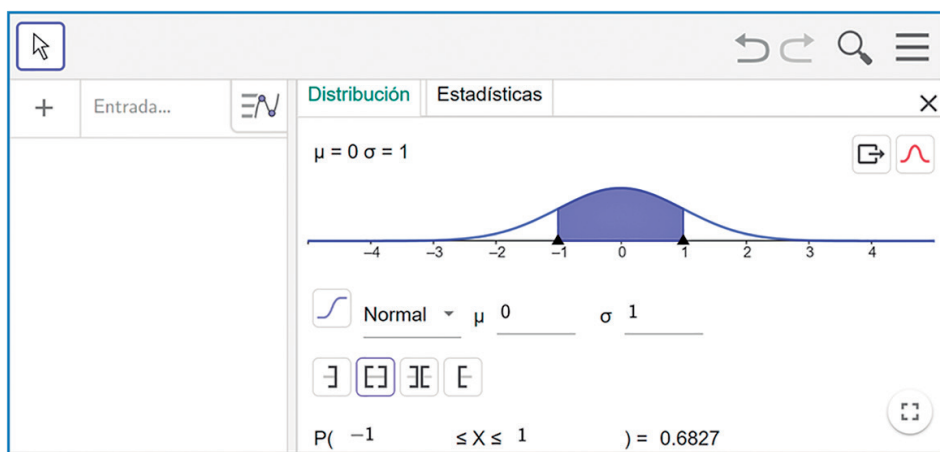 Entrada...
Distribución Estadísticas
μ = 0 σ = 1
−4 −3 −2 −1 0 1 2 3 4
Normal μ 0 σ 1
P( −1 ≤ X ≤ 1 ) = 0.6827